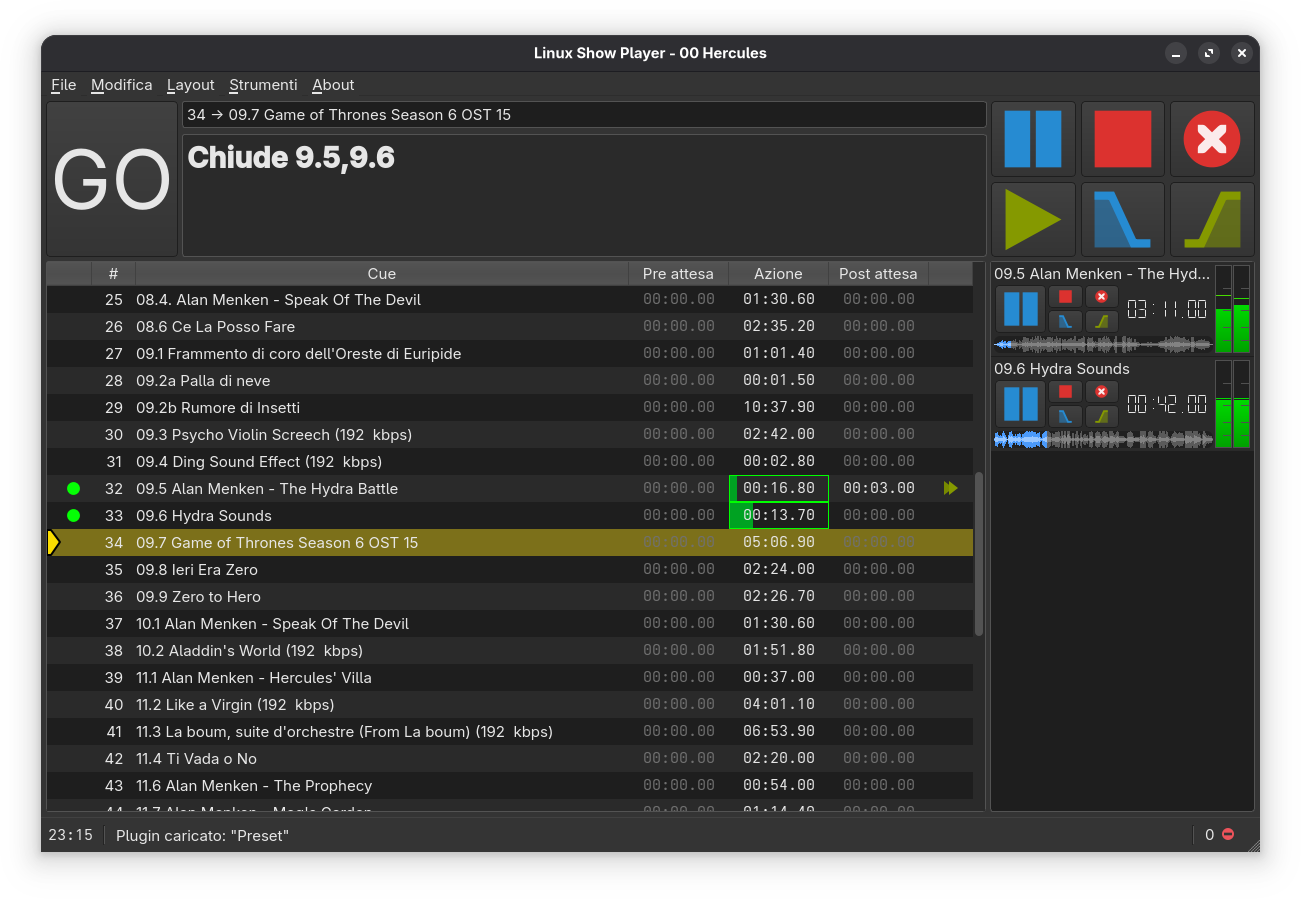 Linux Show Player - 00 Hercules
File Modifica Layout Strumenti About
GO
34 → 09.7 Game of Thrones Season 6 OST 15
Chiude 9.5,9.6
# Cue Pre attesa Azione Post attesa
25 08.4. Alan Menken - Speak Of The Devil 00:00.00 01:30.60 00:00.00
26 08.6 Ce La Posso Fare 00:00.00 02:35.20 00:00.00
27 09.1 Frammento di coro dell'Oreste di Euripide 00:00.00 01:01.40 00:00.00
28 09.2a Palla di neve 00:00.00 00:01.50 00:00.00
29 09.2b Rumore di Insetti 00:00.00 10:37.90 00:00.00
30 09.3 Psycho Violin Screech (192  kbps) 00:00.00 02:42.00 00:00.00
31 09.4 Ding Sound Effect (192  kbps) 00:00.00 00:02.80 00:00.00
32 09.5 Alan Menken - The Hydra Battle 00:00.00 00:16.80 00:03.00
33 09.6 Hydra Sounds 00:00.00 00:13.70 00:00.00
34 09.7 Game of Thrones Season 6 OST 15 00:00.00 05:06.90 00:00.00
35 09.8 Ieri Era Zero 00:00.00 02:24.00 00:00.00
36 09.9 Zero to Hero 00:00.00 02:26.70 00:00.00
37 10.1 Alan Menken - Speak Of The Devil 00:00.00 01:30.60 00:00.00
38 10.2 Aladdin's World (192  kbps) 00:00.00 01:51.80 00:00.00
39 11.1 Alan Menken - Hercules' Villa 00:00.00 00:37.00 00:00.00
40 11.2 Like a Virgin (192  kbps) 00:00.00 04:01.10 00:00.00
41 11.3 La boum, suite d'orchestre (From La boum) (192  kbps) 00:00.00 06:53.90 00:00.00
42 11.4 Ti Vada o No 00:00.00 02:20.00 00:00.00
43 11.6 Alan Menken - The Prophecy 00:00.00 00:54.00 00:00.00
44 11.7 Alan Menken - 00:00.00 01:14.40 00:00.00
09.5 Alan Menken - The Hyd...
03:11.00
09.6 Hydra Sounds
00:42.00
23:15 Plugin caricato: "Preset" 0